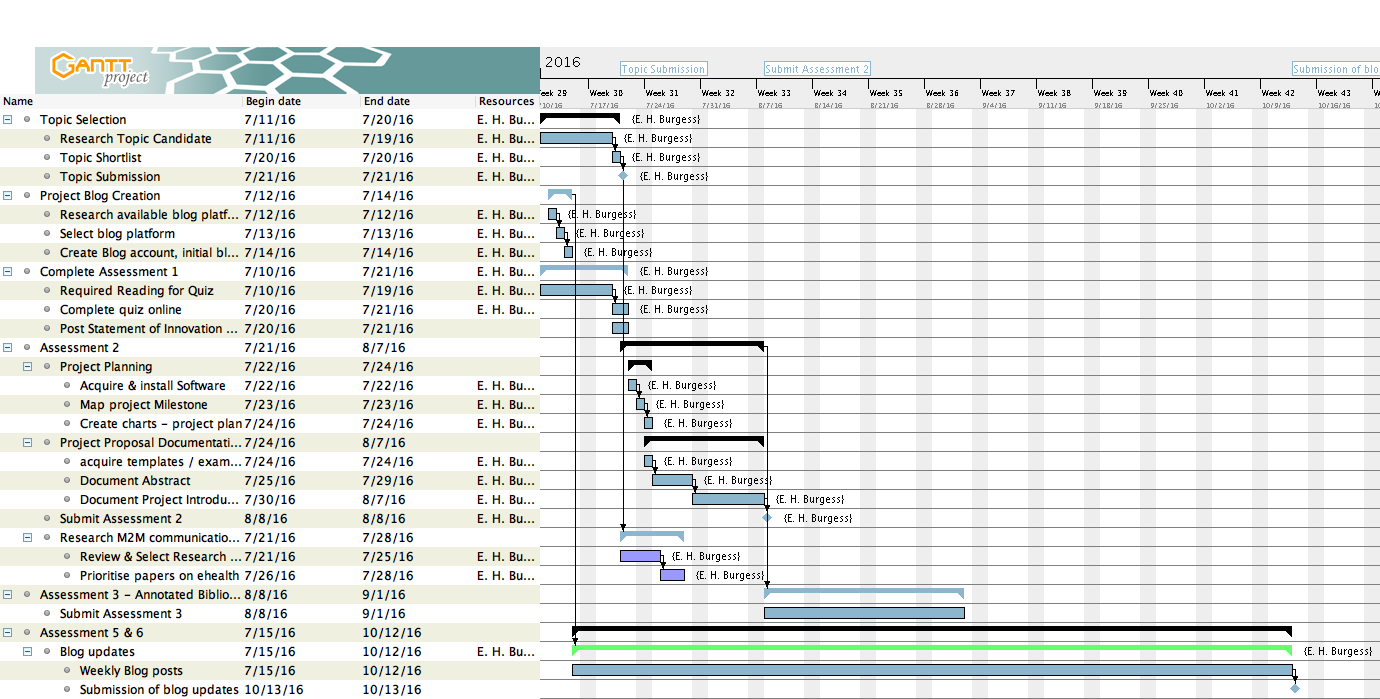 GANTT
project
2016
Topic Submission
Submit Assessment 2
Submission of blo
Week 29 Week 30 Week 31 Week 32 Week 33 Week 34 Week 35 Week 36 Week 37 Week 38 Week 39 Week 40 Week 41 Week 42 Week 43
7/10/16 7/17/16 7/24/16 7/31/16 8/7/16 8/14/16 8/21/16 8/28/16 9/4/16 9/11/16 9/18/16 9/25/16 10/2/16 10/9/16 10/16/16
Name Begin date End date Resources
Topic Selection 7/11/16 7/20/16 E. H. Bu... {E. H. Burgess}
Research Topic Candidate 7/11/16 7/19/16 E. H. Bu... {E. H. Burgess}
Topic Shortlist 7/20/16 7/20/16 E. H. Bu... {E. H. Burgess}
Topic Submission 7/21/16 7/21/16 E. H. Bu... {E. H. Burgess}
Project Blog Creation 7/12/16 7/14/16 E. H. Bu...
Research available blog platf... 7/12/16 7/12/16 E. H. Bu... {E. H. Burgess}
Select blog platform 7/13/16 7/13/16 E. H. Bu... {E. H. Burgess}
Create Blog account, initial bl... 7/14/16 7/14/16 E. H. Bu... {E. H. Burgess}
Complete Assessment 1 7/10/16 7/21/16 E. H. Bu... {E. H. Burgess}
Required Reading for Quiz 7/10/16 7/19/16 E. H. Bu... {E. H. Burgess}
Complete quiz online 7/20/16 7/21/16 E. H. Bu... {E. H. Burgess}
Post Statement of Innovation ... 7/20/16 7/21/16
Assessment 2 7/21/16 8/7/16
Project Planning 7/22/16 7/24/16
Acquire & install Software 7/22/16 7/22/16 E. H. Bu... {E. H. Burgess}
Map project Milestone 7/23/16 7/23/16 E. H. Bu... {E. H. Burgess}
Create charts - project plan 7/24/16 7/24/16 E. H. Bu... {E. H. Burgess}
Project Proposal Documentati... 7/24/16 8/7/16
acquire templates / exam... 7/24/16 7/24/16 E. H. Bu... {E. H. Burgess}
Document Abstract 7/25/16 7/29/16 E. H. Bu... {E. H. Burgess}
Document Project Introdu... 7/30/16 8/7/16 E. H. Bu... {E. H. Burgess}
Submit Assessment 2 8/8/16 8/8/16 E. H. Bu... {E. H. Burgess}
Research M2M communicatio... 7/21/16 7/28/16
Review & Select Research ... 7/21/16 7/25/16 E. H. Bu... {E. H. Burgess}
Prioritise papers on ehealth 7/26/16 7/28/16 E. H. Bu... {E. H. Burgess}
Assessment 3 - Annotated Biblio... 8/8/16 9/1/16
Submit Assessment 3 8/8/16 9/1/16
Assessment 5 & 6 7/15/16 10/12/16
Blog updates 7/15/16 10/12/16 E. H. Bu... {E. H. Burgess}
Weekly Blog posts 7/15/16 10/12/16
Submission of blog updates 10/13/16 10/13/16